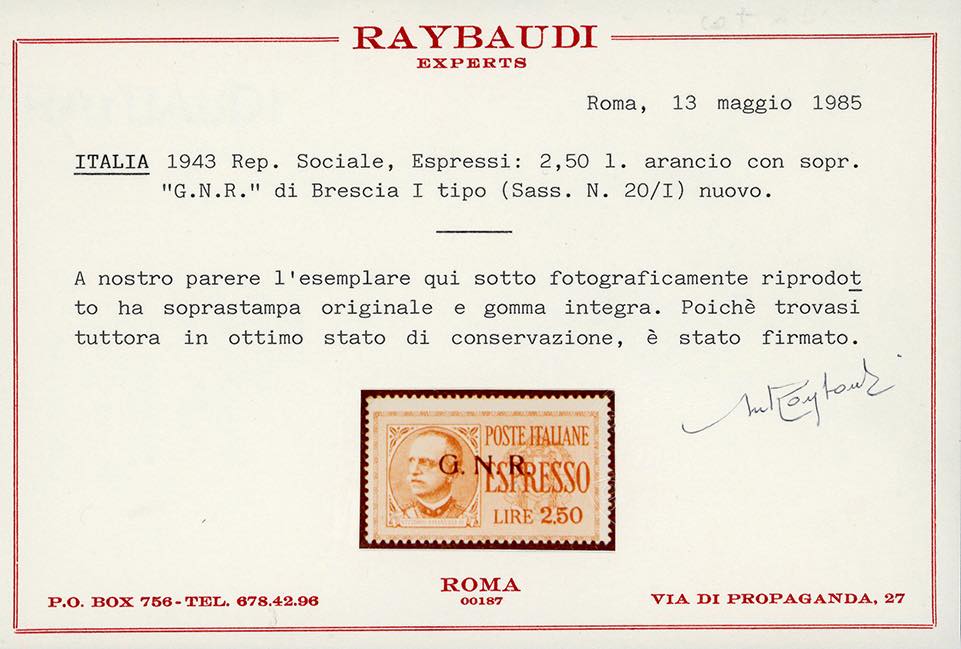 RAYBAUDI
EXPERTS
Roma, 13 maggio 1985
ITALIA 1943 Rep. Sociale, Espressi: 2,50 l. arancio con sopr.
"G.N.R." di Brescia I tipo (Sass. N. 20/I) nuovo.
A nostro parere l'esemplare qui sotto fotograficamente riprodot
to ha soprastampa originale e gomma integra. Poichè trovasi
tuttora in ottimo stato di conservazione, è stato firmato.
POSTE ITALIANE
G. N. R.
ESPRESSO
LIRE 2.50
ROMA
00187
P.O. BOX 756-TEL. 678.42.96
VIA DI PROPAGANDA, 27